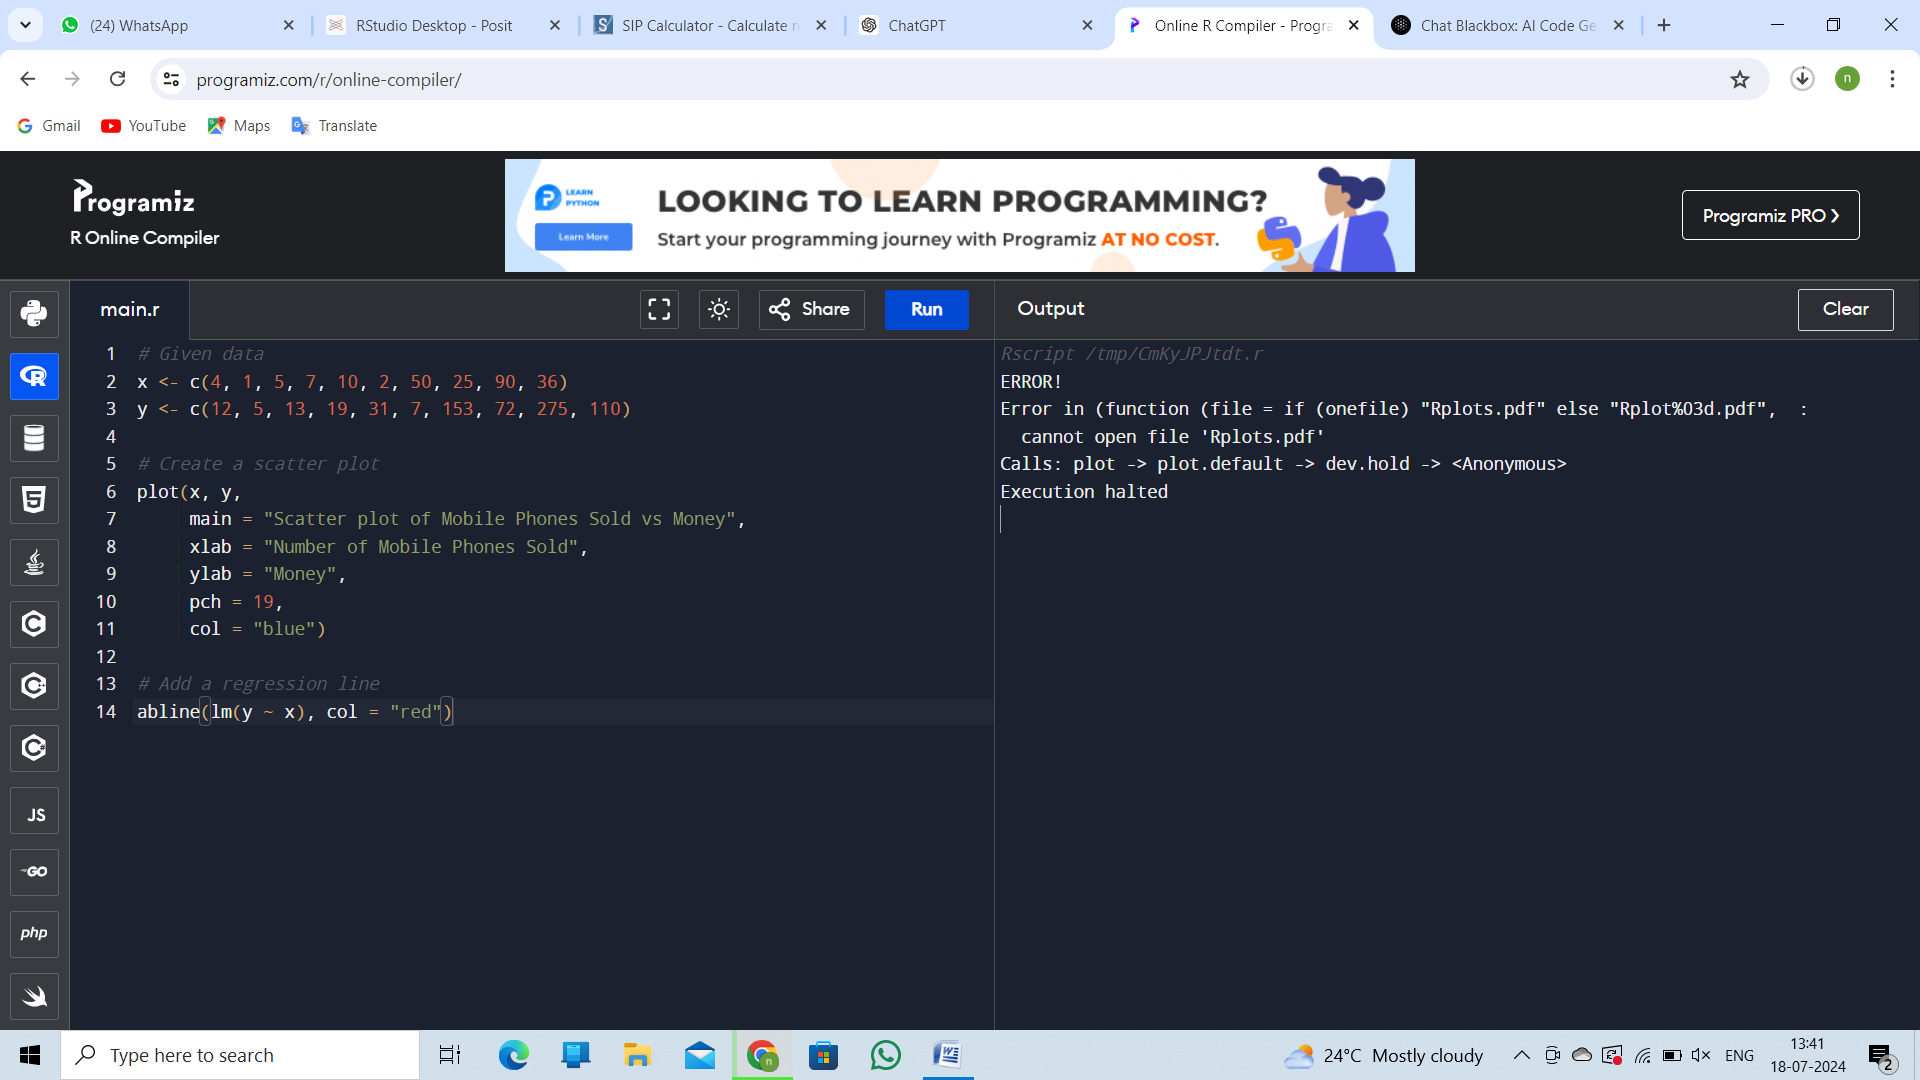 (24) WhatsApp
RStudio Desktop - Posit
SIP Calculator - Calculate re
ChatGPT
Online R Compiler - Progra
Chat Blackbox: AI Code Ge
programiz.com/r/online-compiler/
n
Gmail
YouTube
Maps
Translate
Programiz
R Online Compiler
LEARN
PYTHON
Learn More
LOOKING TO LEARN PROGRAMMING?
Start your programming journey with Programiz AT NO COST.
Programiz PRO
main.r
Share
Run
Output
Clear
1 # Given data
2 x <- c(4, 1, 5, 7, 10, 2, 50, 25, 90, 36)
3 y <- c(12, 5, 13, 19, 31, 7, 153, 72, 275, 110)
4
5 # Create a scatter plot
6 plot(x, y,
7 main = "Scatter plot of Mobile Phones Sold vs Money",
8 xlab = "Number of Mobile Phones Sold",
9 ylab = "Money",
10 pch = 19,
11 col = "blue")
12
13 # Add a regression line
14 abline(lm(y ~ x), col = "red")
Rscript /tmp/CmKyJPJtdt.r
ERROR!
Error in (function (file = if (onefile) "Rplots.pdf" else "Rplot%03d.pdf",  :
cannot open file 'Rplots.pdf'
Calls: plot -> plot.default -> dev.hold -> <Anonymous>
Execution halted
R
5
C
C
C
JS
GO
php
Type here to search
n
W
24°C Mostly cloudy
ENG
13:41
18-07-2024
2